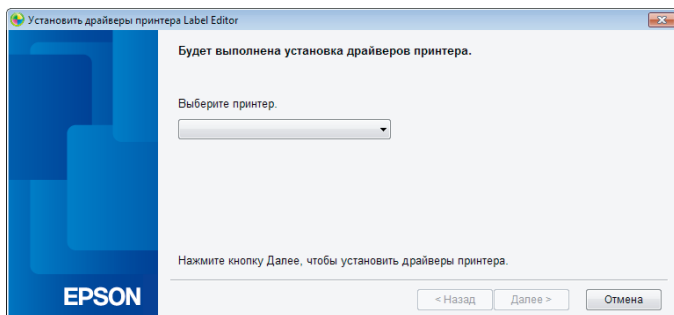 Установить драйверы принтера Label Editor
Будет выполнена установка драйверов принтера.
Выберите принтер.
Нажмите кнопку Далее, чтобы установить драйверы принтера.
EPSON
< Назад
Далее >
Отмена